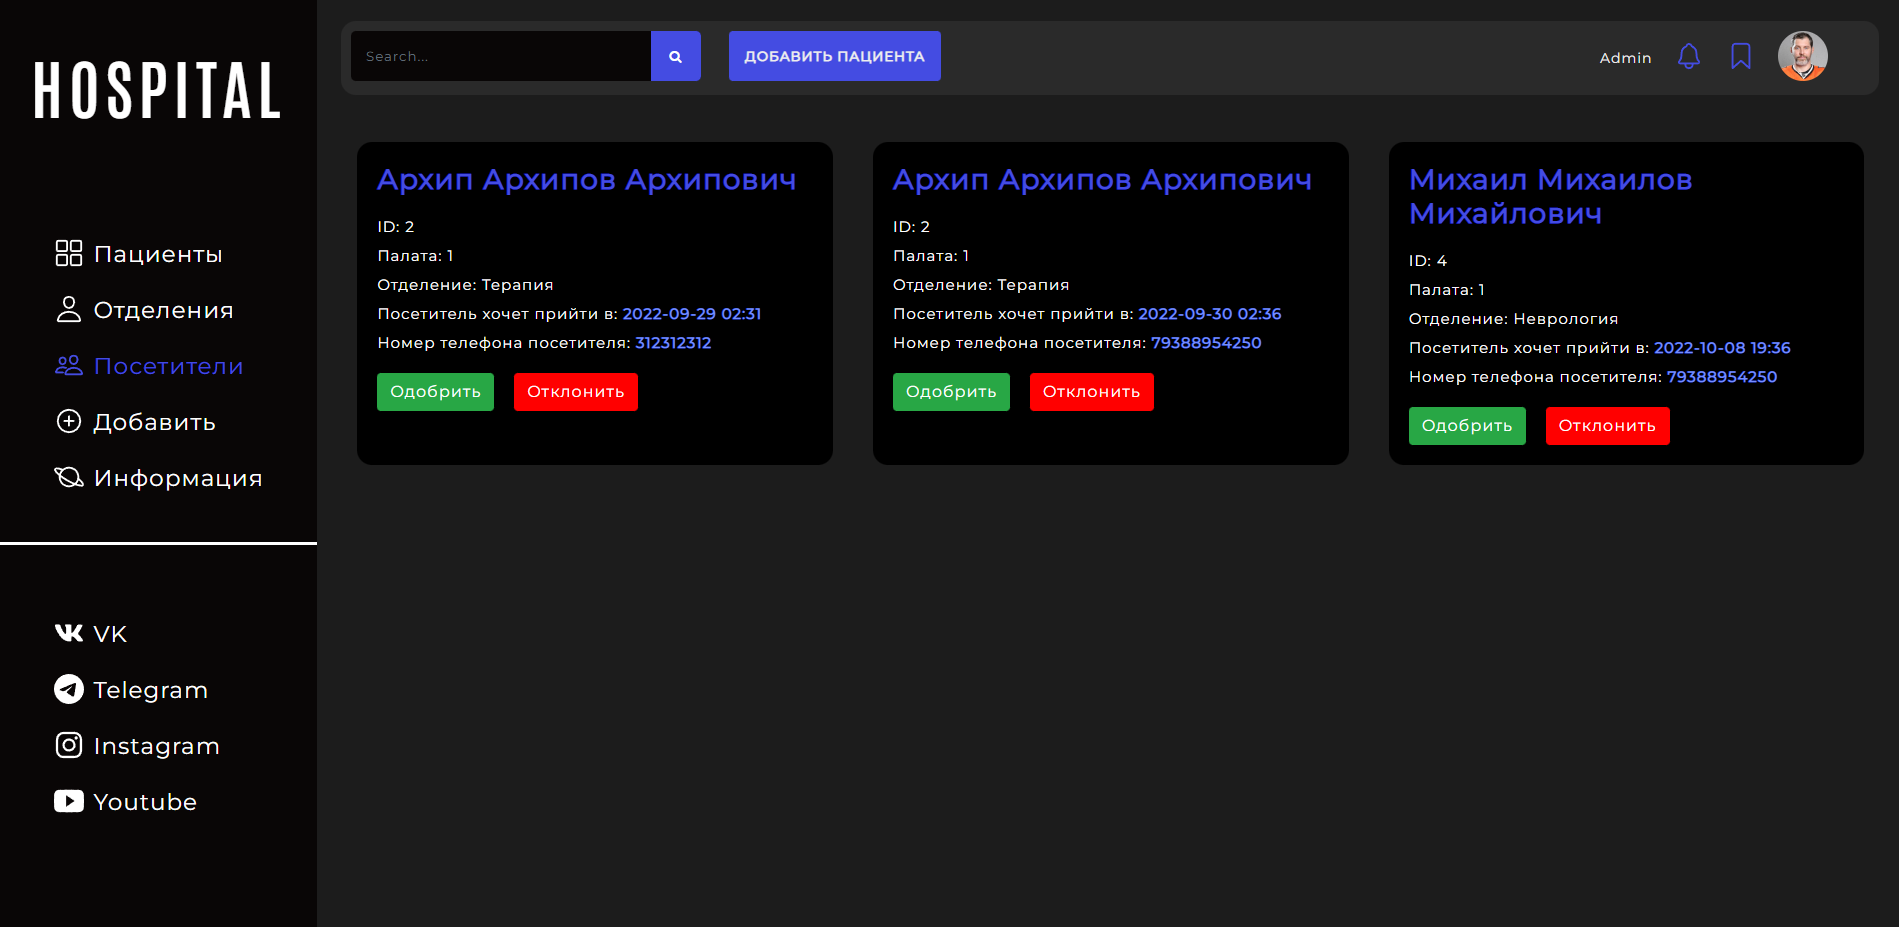 HOSPITAL
Пациенты
Отделения
Посетители
Добавить
Информация
VK
Telegram
Instagram
Youtube
Search...
ДОБАВИТЬ ПАЦИЕНТА
Admin
Архип Архипов Архипович
ID: 2
Палата: 1
Отделение: Терапия
Посетитель хочет прийти в: 2022-09-29 02:31
Номер телефона посетителя: 312312312
Одобрить
Отклонить
Архип Архипов Архипович
ID: 2
Палата: 1
Отделение: Терапия
Посетитель хочет прийти в: 2022-09-30 02:36
Номер телефона посетителя: 79388954250
Одобрить
Отклонить
Михаил Михаилов
Михайлович
ID: 4
Палата: 1
Отделение: Неврология
Посетитель хочет прийти в: 2022-10-08 19:36
Номер телефона посетителя: 79388954250
Одобрить
Отклонить